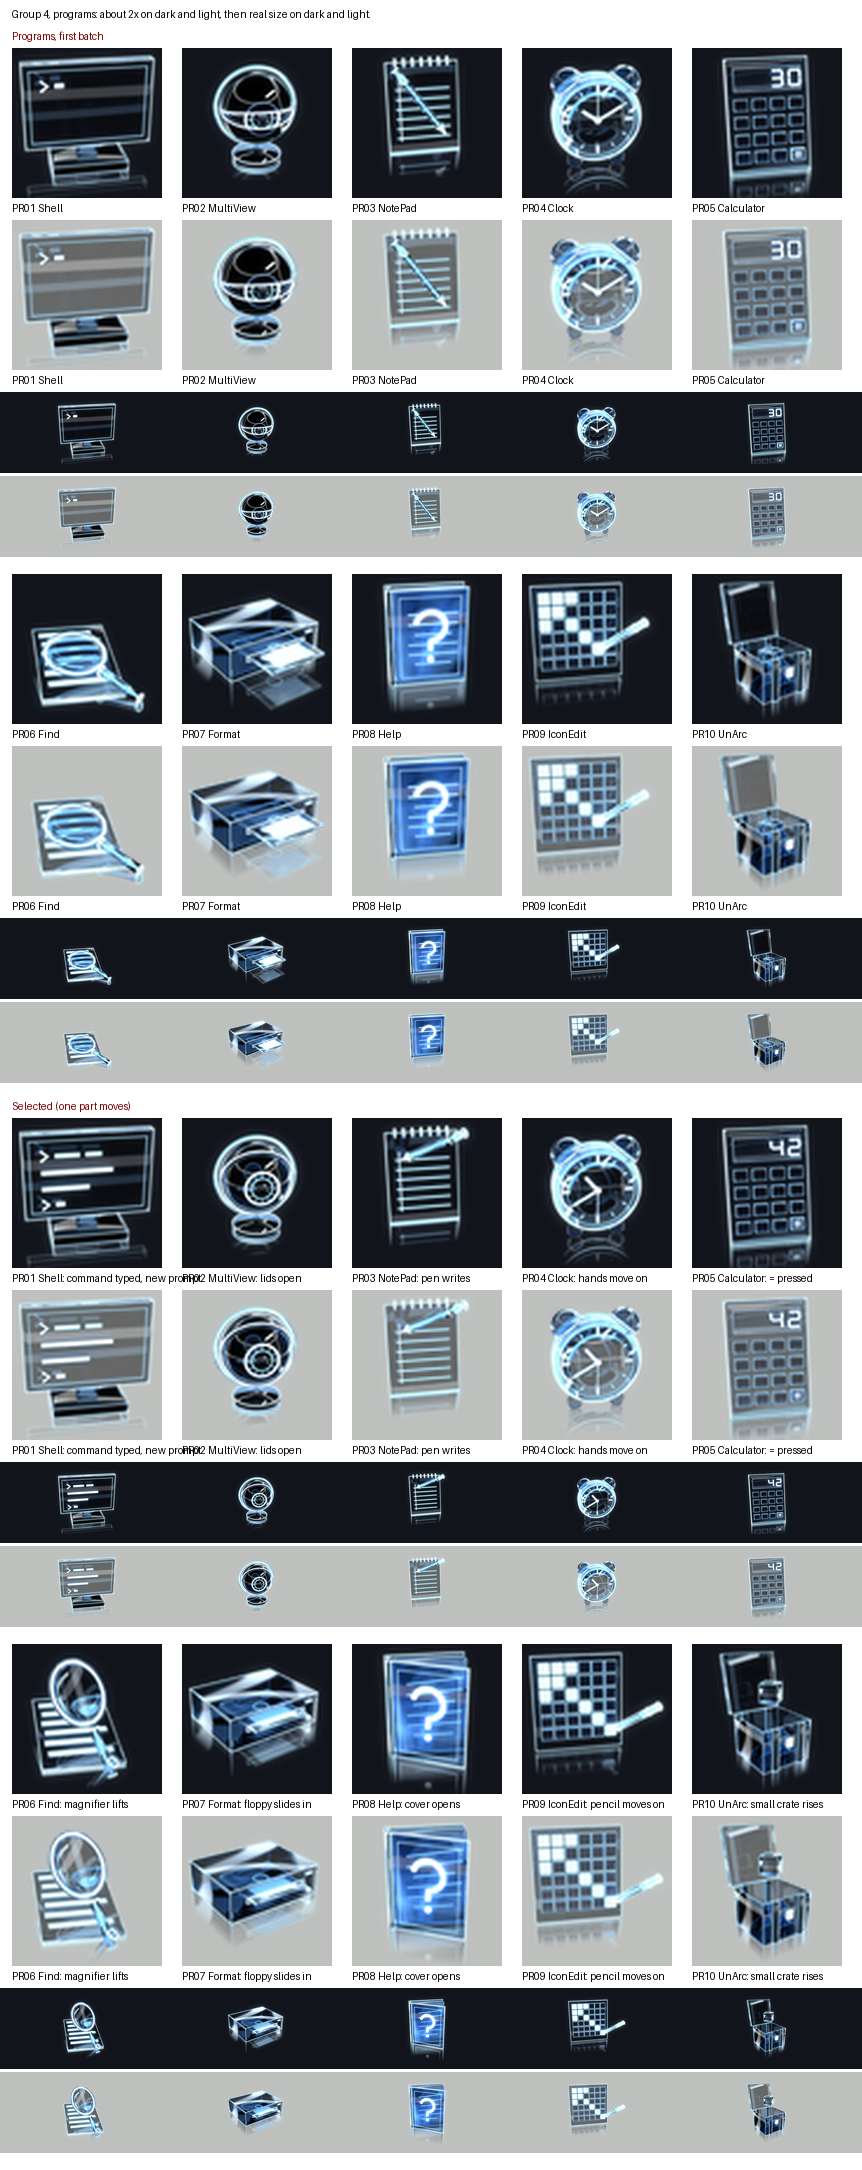 Group 4, programs: about 2x on dark and light, then real size on dark and light.
Programs, first batch
>-
30
PR01 Shell PR02 MultiView PR03 NotePad PR04 Clock PR05 Calculator
>-
30
PR01 Shell PR02 MultiView PR03 NotePad PR04 Clock PR05 Calculator
>-
30
>-
30
?
PR06 Find PR07 Format PR08 Help PR09 IconEdit PR10 UnArc
?
PR06 Find PR07 Format PR08 Help PR09 IconEdit PR10 UnArc
?
?
Selected (one part moves)
42
PR01 Shell: command typed, new prompt PR02 MultiView: lids open PR03 NotePad: pen writes PR04 Clock: hands move on PR05 Calculator: = pressed
42
PR01 Shell: command typed, new prompt PR02 MultiView: lids open PR03 NotePad: pen writes PR04 Clock: hands move on PR05 Calculator: = pressed
42
42
?
PR06 Find: magnifier lifts PR07 Format: floppy slides in PR08 Help: cover opens PR09 IconEdit: pencil moves on PR10 UnArc: small crate rises
?
PR06 Find: magnifier lifts PR07 Format: floppy slides in PR08 Help: cover opens PR09 IconEdit: pencil moves on PR10 UnArc: small crate rises
?
?